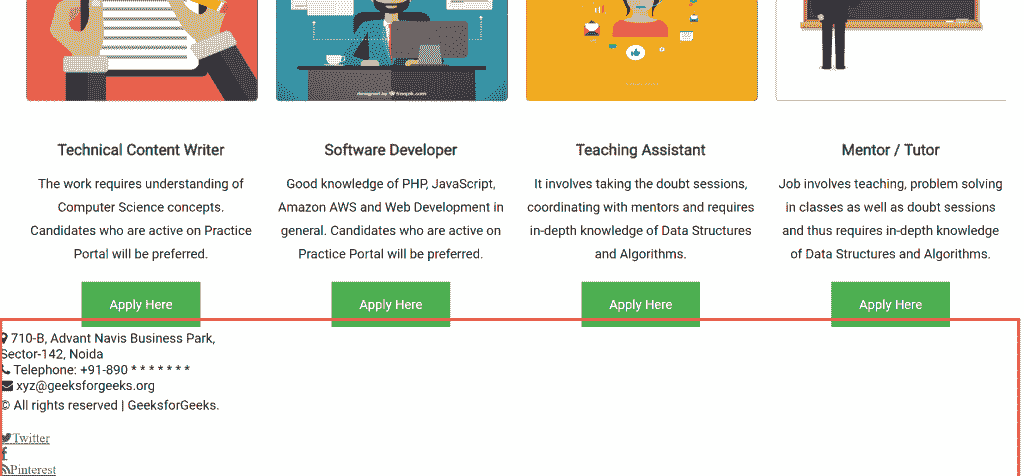 designed by freepik.com
Technical Content Writer
The work requires understanding of
Computer Science concepts.
Candidates who are active on Practice
Portal will be preferred.
Apply Here
Software Developer
Good knowledge of PHP, JavaScript,
Amazon AWS and Web Development in
general. Candidates who are active on
Practice Portal will be preferred.
Apply Here
Teaching Assistant
It involves taking the doubt sessions,
coordinating with mentors and requires
in-depth knowledge of Data Structures
and Algorithms.
Apply Here
Mentor / Tutor
Job involves teaching, problem solving
in classes as well as doubt sessions
and thus requires in-depth knowledge
of Data Structures and Algorithms.
Apply Here
710-B, Advant Navis Business Park,
Sector-142, Noida
Telephone: +91-890 * * * * * * *
xyz@geeksforgeeks.org
© All rights reserved | GeeksforGeeks.
Twitter
Pinterest